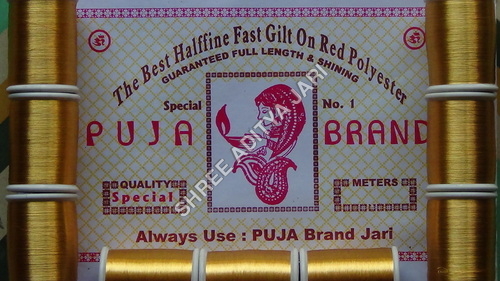 The Best Halffine Fast Gilt On Red Polyester
GUARANTEED FULL LENGTH & SHINING
Special No. 1
PUJA BRAND
QUALITY
Special
METERS
Always Use : PUJA Brand Jari
SHREE ADITYA JARI